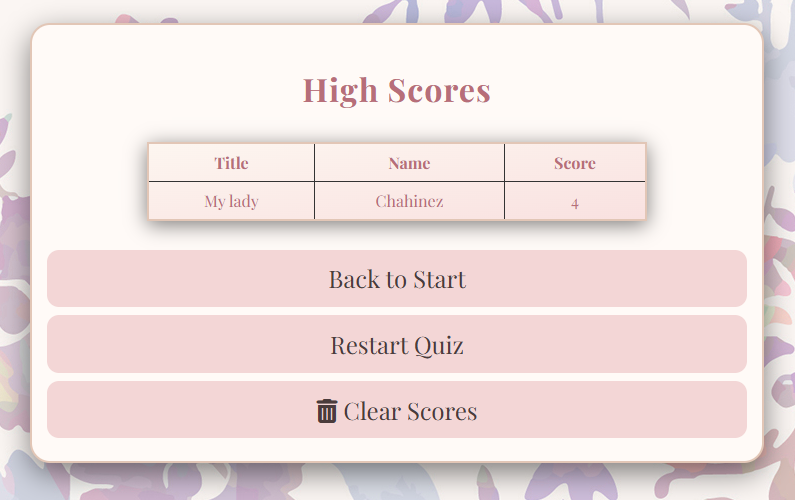 High Scores
Title Name Score
My lady Chahinez 4
Back to Start
Restart Quiz
Clear Scores